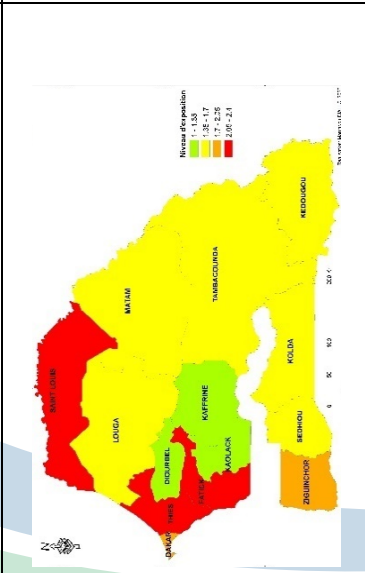 N
SAINT LOUIS
LOUGA
MATAM
DAKAR
THIES
DIOURBEL
FATICK
KAOLACK
KAFFRINE
TAMBACOUNDA
ZIGUINCHOR
SEDHIOU
KOLDA
KEDOUGOU
Niveau d'exposition
1 - 1.35
1.35 - 1.7
1.7 - 2.05
2.05 - 2.4
0
50
100